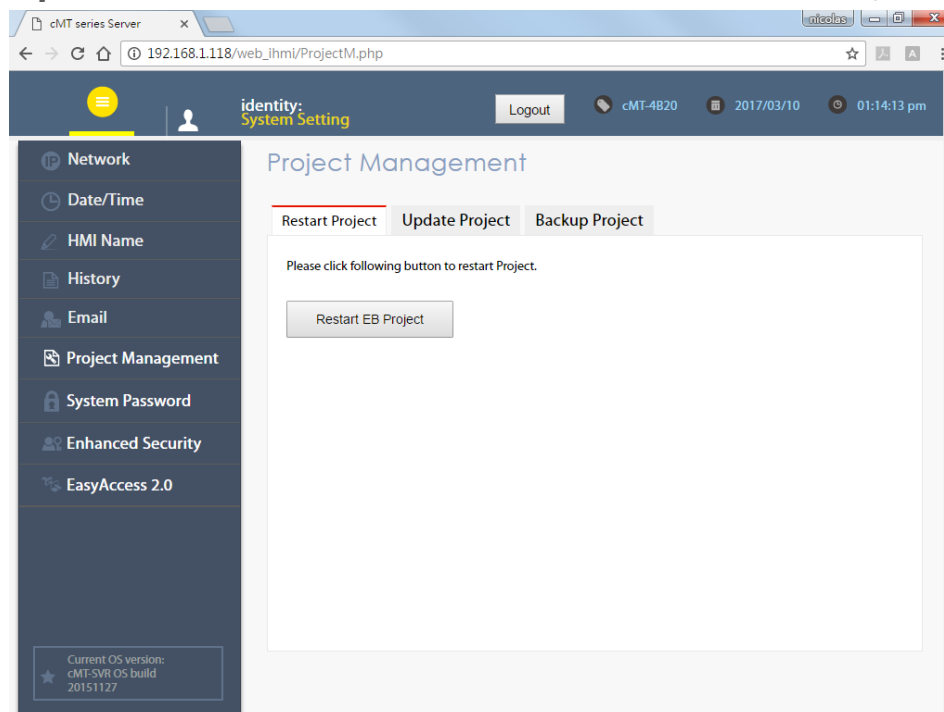 cMT series Server
nicolas
192.168.1.118/web_ihmi/ProjectM.php
identity:
System Setting
Logout
cMT-4B20
2017/03/10
01:14:13 pm
Network
Date/Time
HMI Name
History
Email
Project Management
System Password
Enhanced Security
EasyAccess 2.0
Current OS version:
cMT-SVR OS build
20151127
Project Management
Restart Project Update Project Backup Project
Please click following button to restart Project.
Restart EB Project